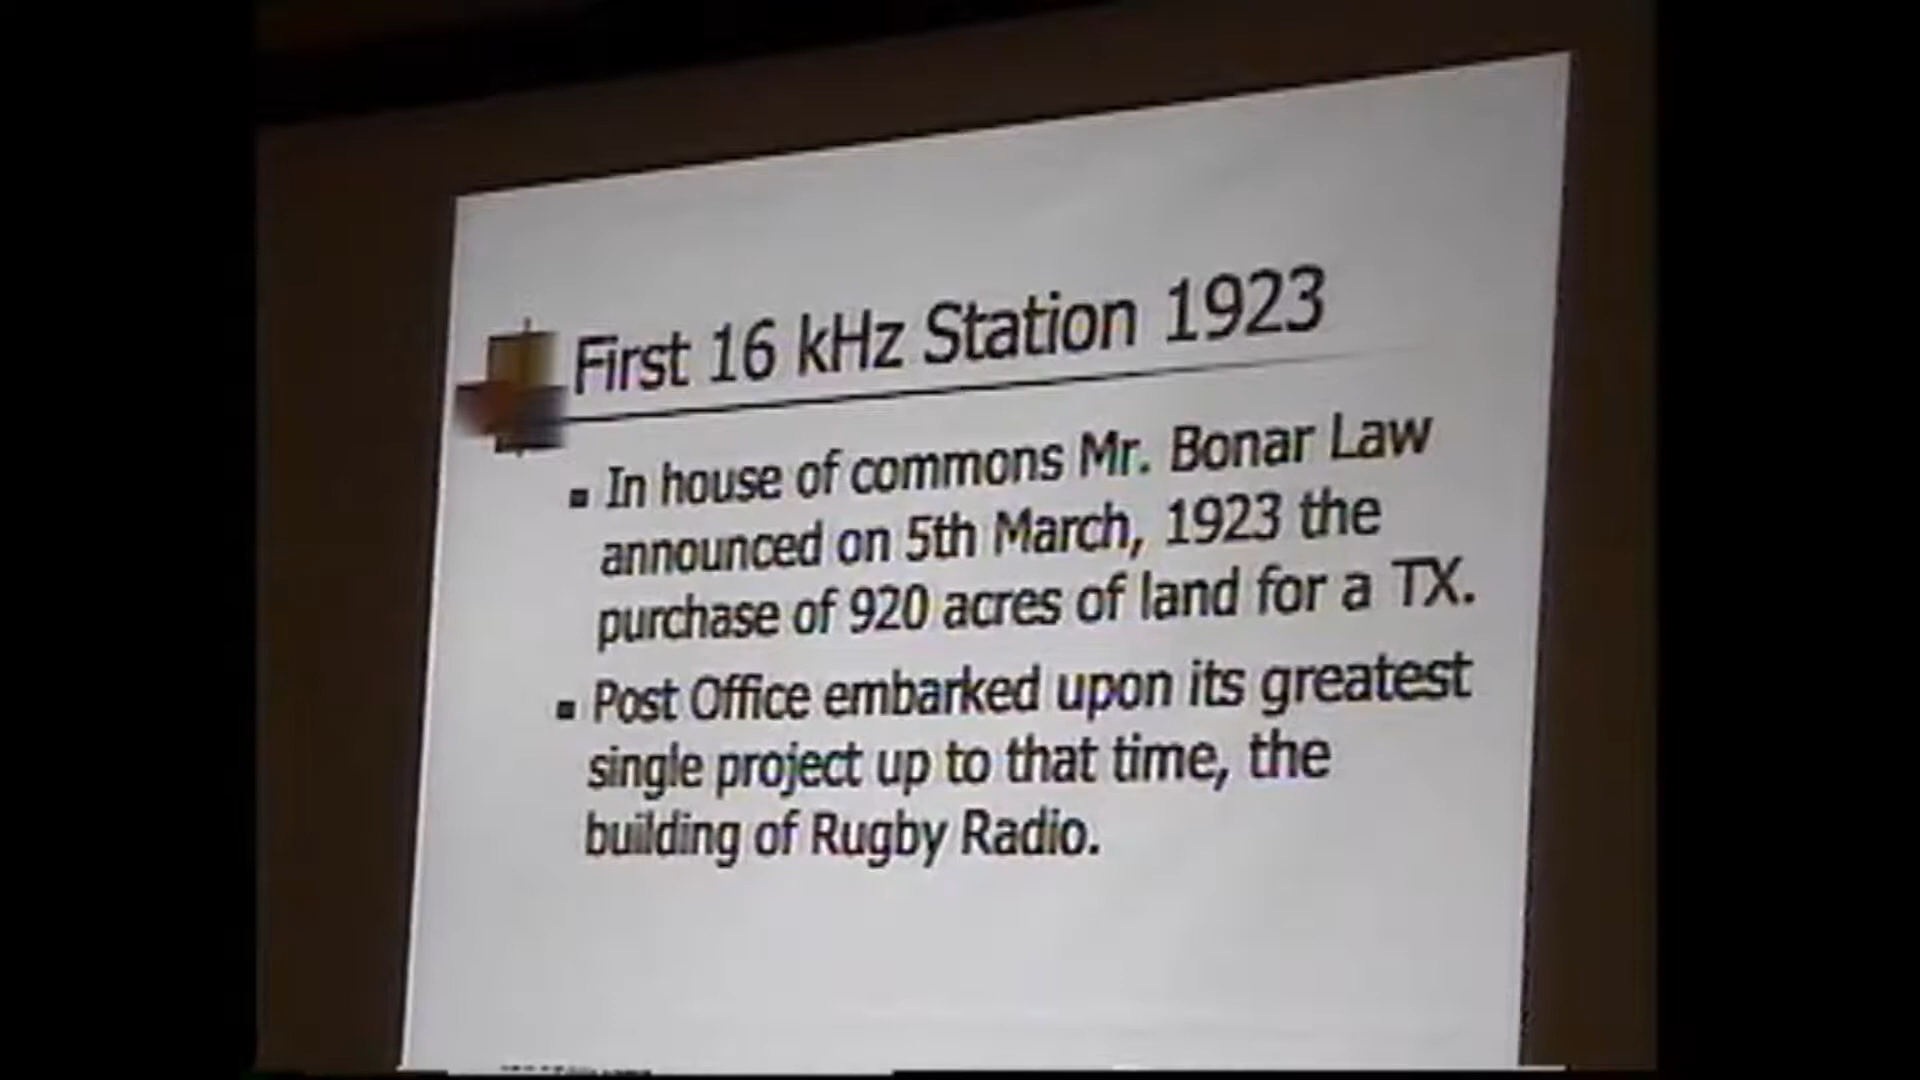 First 16 kHz Station 1923
▪ In house of commons Mr. Bonar Law
announced on 5th March, 1923 the
purchase of 920 acres of land for a TX.
▪ Post Office embarked upon its greatest
single project up to that time, the
building of Rugby Radio.